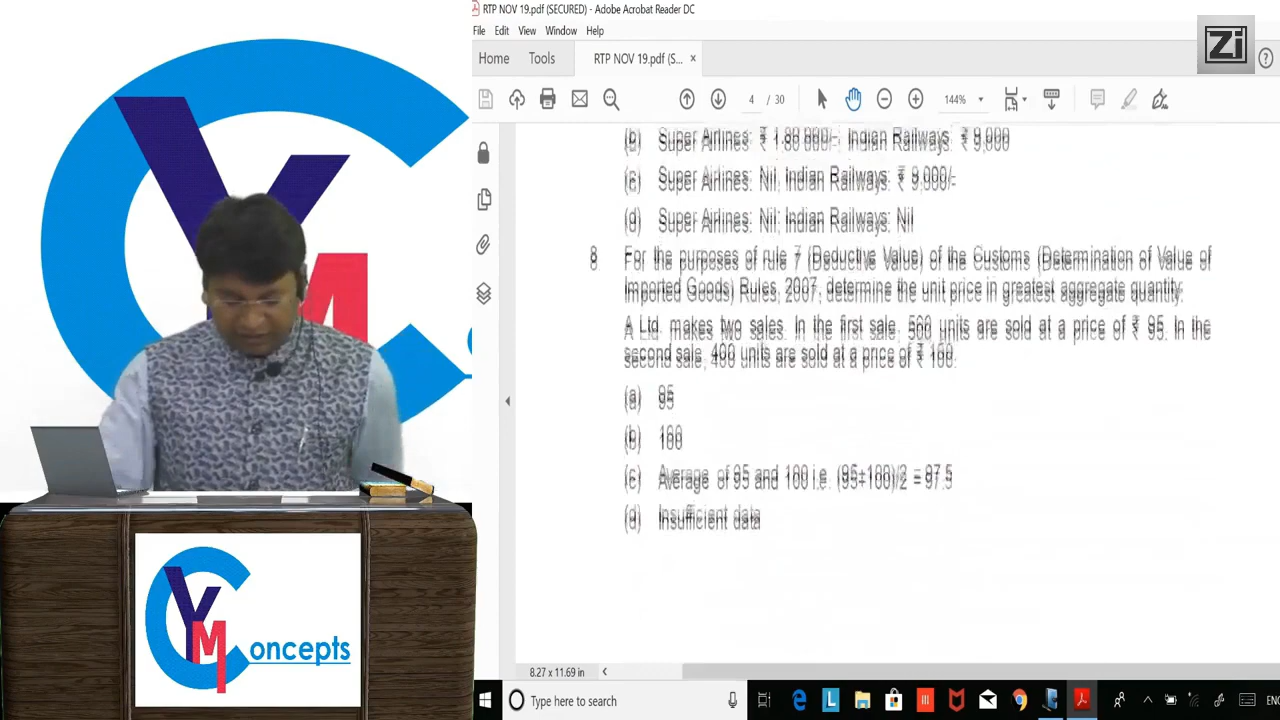 RTP NOV 19.pdf (SECURED) - Adobe Acrobat Reader DC
File Edit View Window Help
Zi
Home Tools RTP NOV 19.pdf (S... ×
4 / 30 144%
(b) Super Airlines: ₹ 1,80,000/-, Indian Railways: ₹ 9,000
(c) Super Airlines: Nil; Indian Railways: ₹ 9,000/-
(d) Super Airlines: Nil; Indian Railways: Nil
8 For the purposes of rule 7 (Deductive Value) of the Customs (Determination of Value of
Imported Goods) Rules, 2007, determine the unit price in greatest aggregate quantity.
A Ltd. makes two sales. In the first sale, 500 units are sold at a price of ₹ 95. In the
second sale, 400 units are sold at a price of ₹ 100.
(a) 95
(b) 100
(c) Average of 95 and 100 i.e. (95+100)/2 = 97.5
(d) Insufficient data
8.27 x 11.69 in
CYM
oncepts
Type here to search
ENG